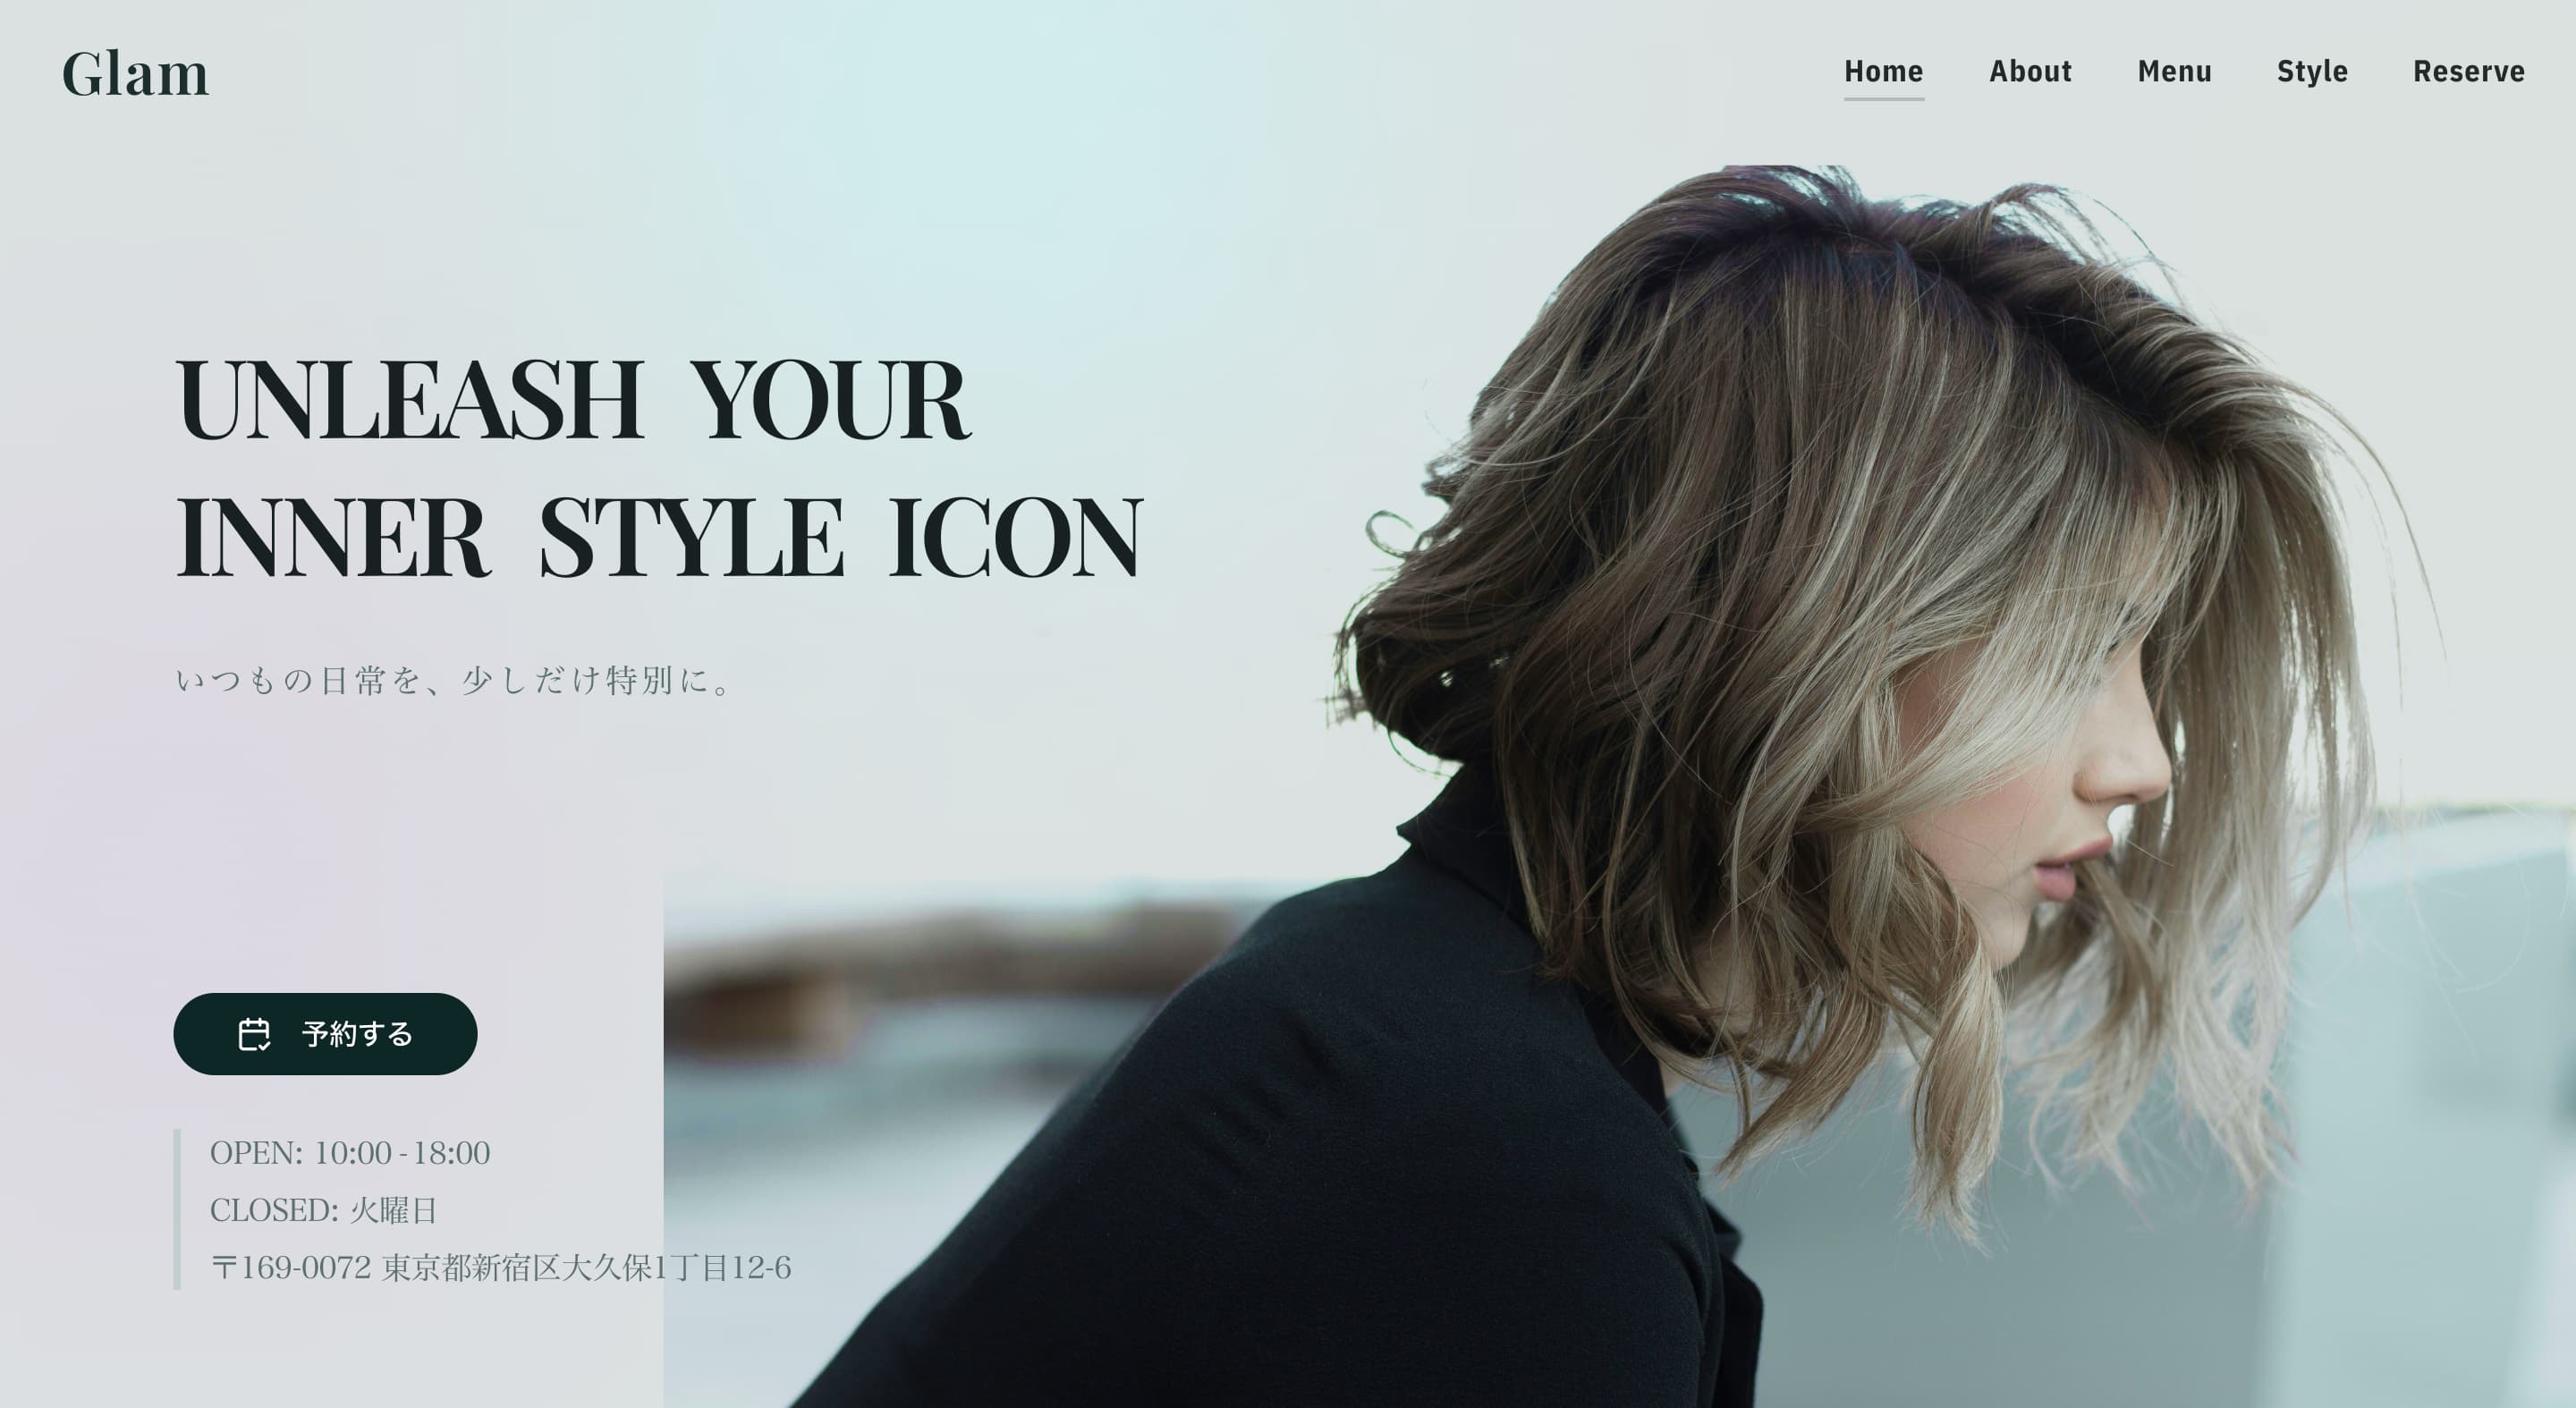 Glam
Home About Menu Style Reserve
UNLEASH YOUR
INNER STYLE ICON
いつもの日常を、少しだけ特別に。
予約する
OPEN: 10:00 - 18:00
CLOSED: 火曜日
〒169-0072 東京都新宿区大久保1丁目12-6